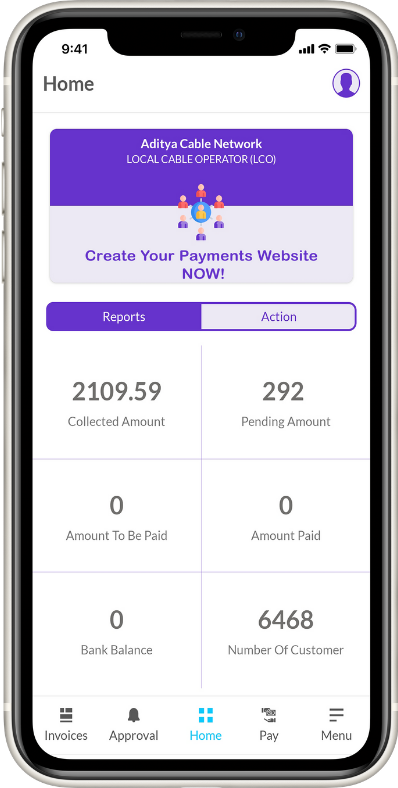 9:41
Home
Aditya Cable Network
LOCAL CABLE OPERATOR (LCO)
Create Your Payments Website
NOW!
Reports Action
2109.59 292
Collected Amount Pending Amount
0 0
Amount To Be Paid Amount Paid
0 6468
Bank Balance Number Of Customer
Invoices Approval Home Pay Menu